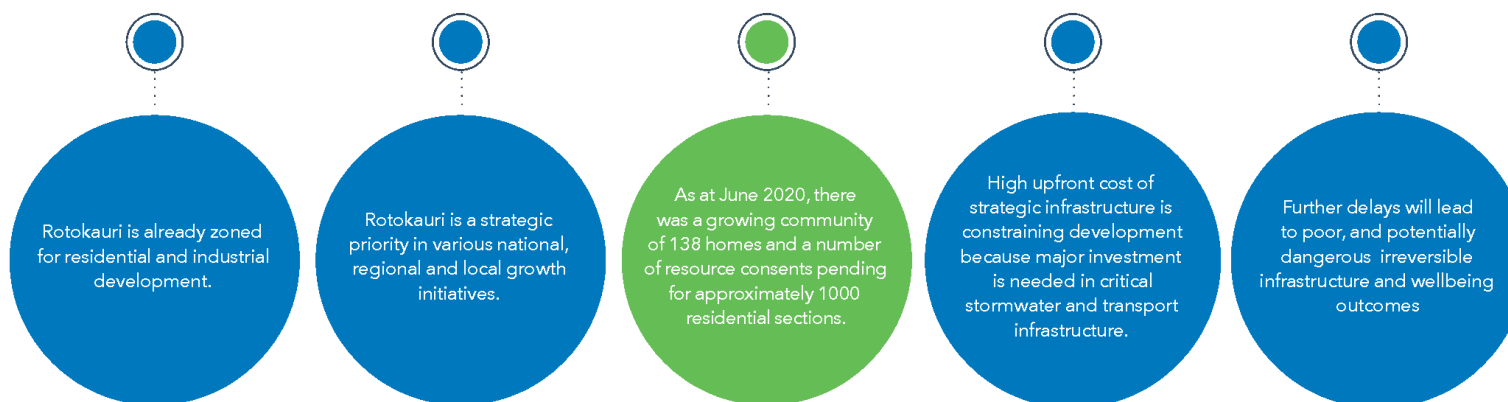 Rotokauri is already zoned
for residential and industrial
development.
Rotokauri is a strategic
priority in various national,
regional and local growth
initiatives.
As at June 2020, there
was a growing community
of 138 homes and a number
of resource consents pending
for approximately 1000
residential sections.
High upfront cost of
strategic infrastructure is
constraining development
because major investment
is needed in critical
stormwater and transport
infrastructure.
Further delays will lead
to poor, and potentially
dangerous irreversible
infrastructure and wellbeing
outcomes